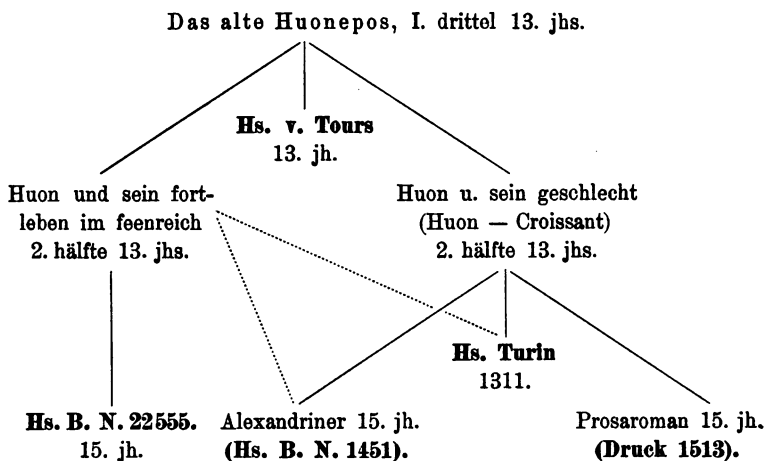 Das alte Huonepos, I. drittel 13. jhs.
Hs. v. Tours
13. jh.
Huon und sein fort-
leben im feenreich
2. hälfte 13. jhs.
Huon u. sein geschlecht
(Huon — Croissant)
2. hälfte 13. jhs.
Hs. Turin
1311.
Hs. B. N. 22555.
15. jh.
Alexandriner 15. jh.
(Hs. B. N. 1451).
Prosaroman 15. jh.
(Druck 1513).